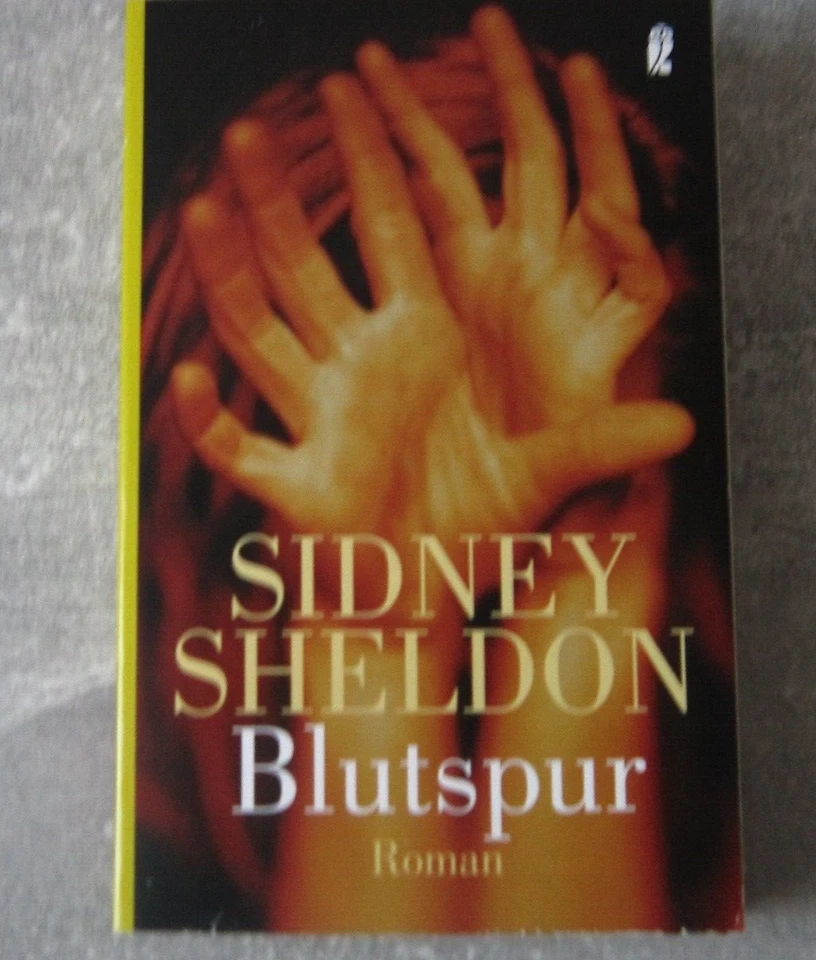 SIDNEY
SHELDON
Blutspur
Roman